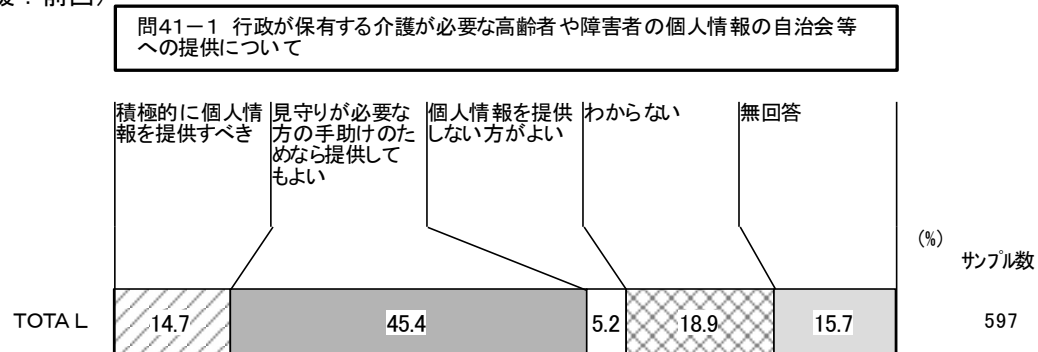 問41－1 行政が保有する介護が必要な高齢者や障害者の個人情報の自治会等
への提供について
積極的に個人情
報を提供すべき
見守りが必要な
方の手助けのた
めなら提供して
もよい
個人情報を提供
しない方がよい
わからない
無回答
(%)
サンプル数
TOTAL
14.7
45.4
5.2
18.9
15.7
597